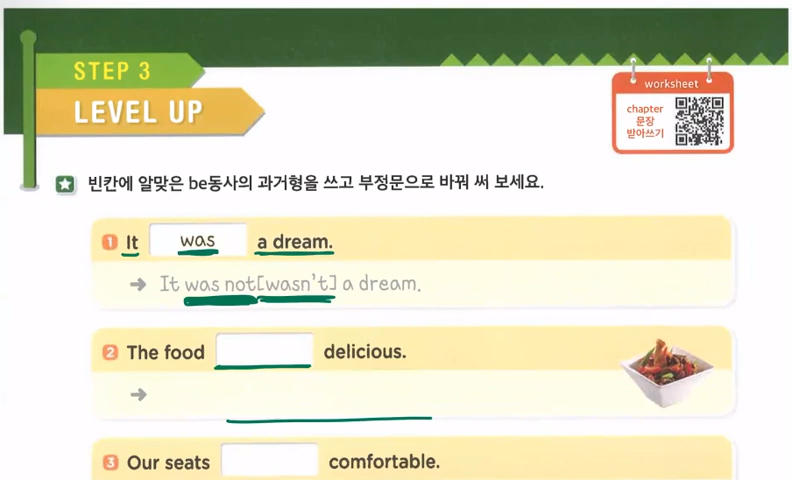 STEP 3
LEVEL UP
worksheet
chapter
문장
받아쓰기
빈칸에 알맞은 be동사의 과거형을 쓰고 부정문으로 바꿔 써 보세요.
1 It was a dream.
➔ It was not[wasn't] a dream.
2 The food delicious.
➔
3 Our seats comfortable.